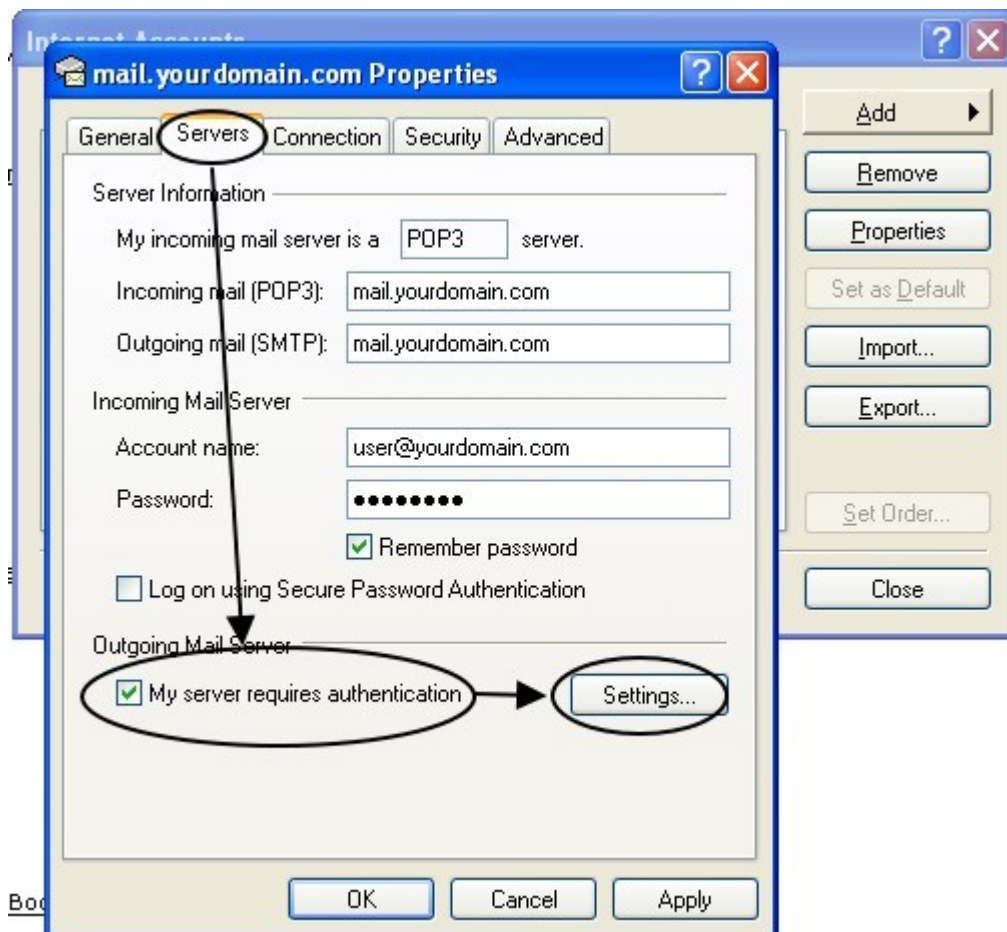 Internet Accounts
mail.yourdomain.com Properties
General Servers Connection Security Advanced
Server Information
My incoming mail server is a POP3 server.
Incoming mail (POP3): mail.yourdomain.com
Outgoing mail (SMTP): mail.yourdomain.com
Incoming Mail Server
Account name: user@yourdomain.com
Password: ●●●●●●●●
Remember password
Log on using Secure Password Authentication
Outgoing Mail Server
My server requires authentication Settings...
OK Cancel Apply
Add
Remove
Properties
Set as Default
Import...
Export...
Set Order...
Close